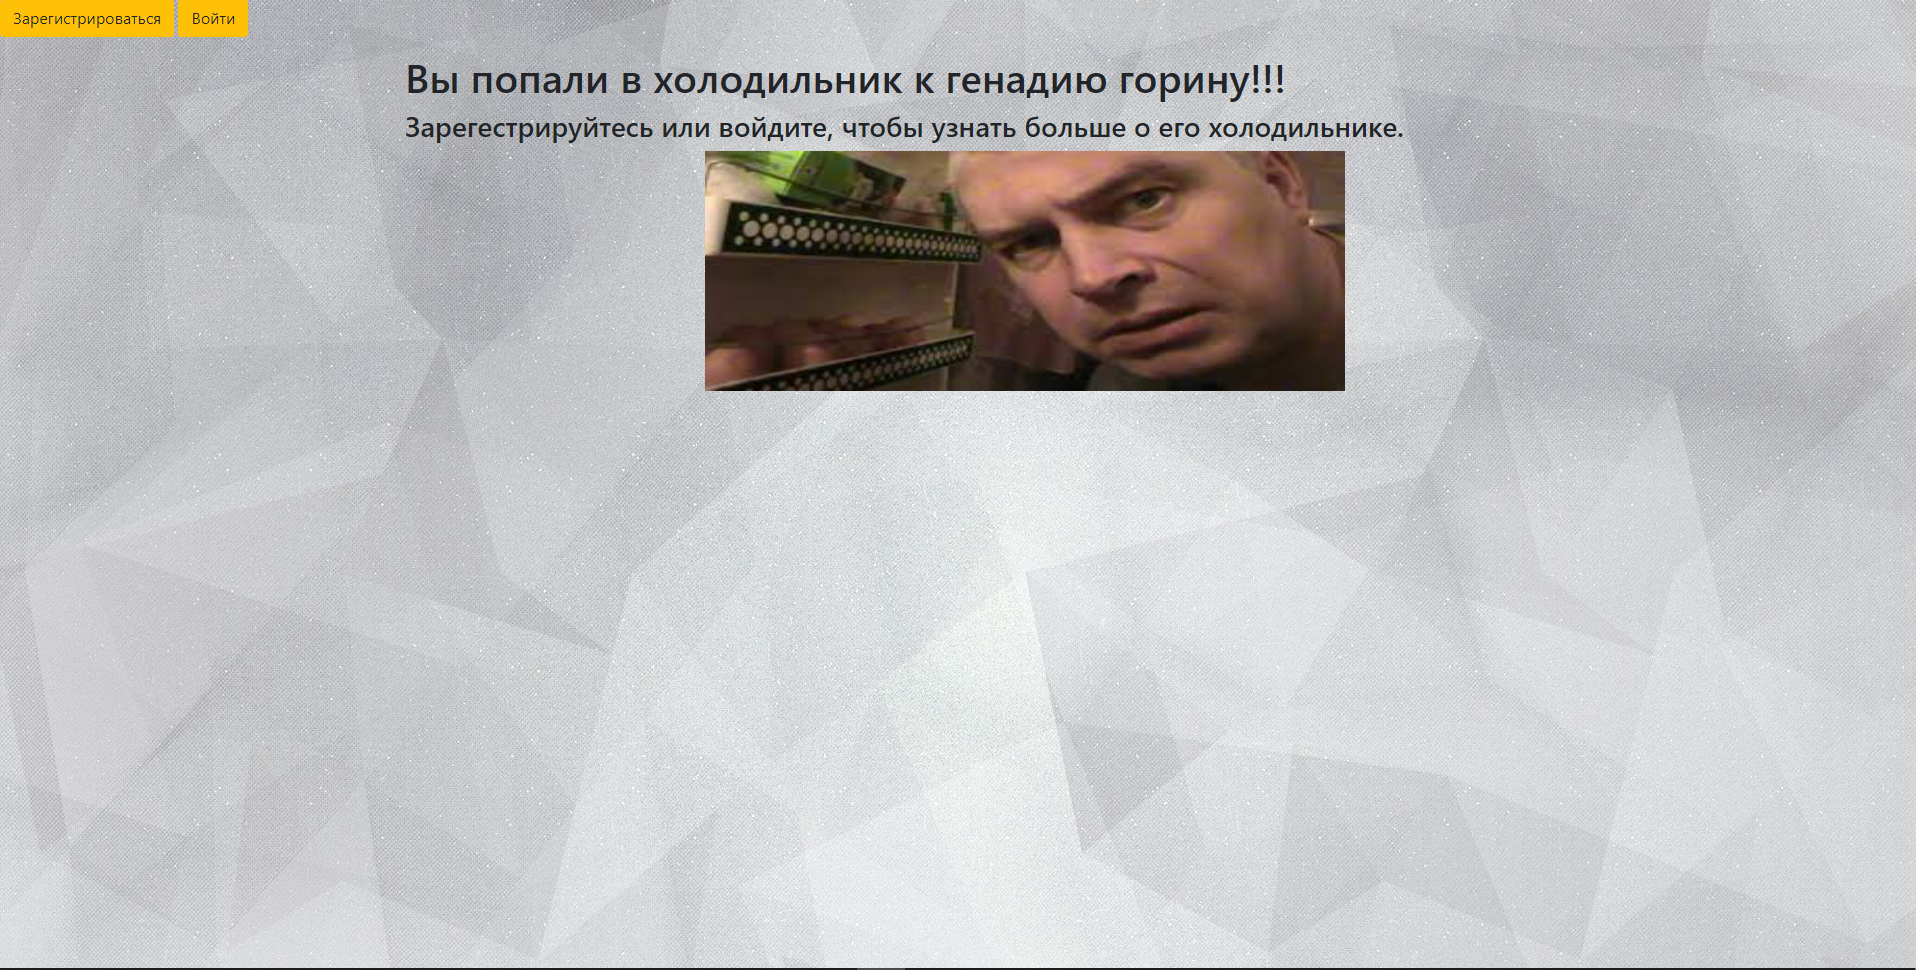 Зарегистрироваться Войти
Вы попали в холодильник к генадию горину!!!
Зарегестрируйтесь или войдите, чтобы узнать больше о его холодильнике.